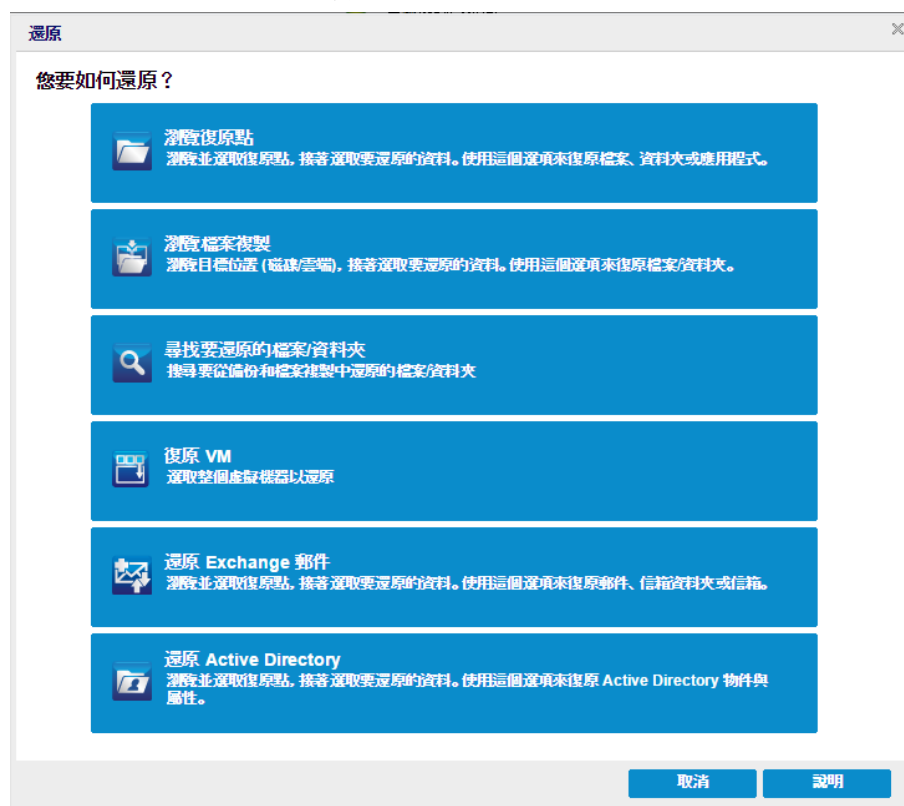 還原
您要如何還原？
瀏覽復原點
瀏覽並選取復原點，接著選取要還原的資料。使用這個選項來復原檔案、資料夾或應用程式。
瀏覽檔案複製
瀏覽目標位置 (磁碟/雲端)，接著選取要還原的資料。使用這個選項來復原檔案/資料夾。
尋找要還原的檔案/資料夾
搜尋要從備份和檔案複製中還原的檔案/資料夾
復原 VM
選取整個虛擬機器以還原
還原 Exchange 郵件
瀏覽並選取復原點，接著選取要還原的資料。使用這個選項來復原郵件、信箱資料夾或信箱。
還原 Active Directory
瀏覽並選取復原點，接著選取要還原的資料。使用這個選項來復原 Active Directory 物件與
屬性。
取消
說明